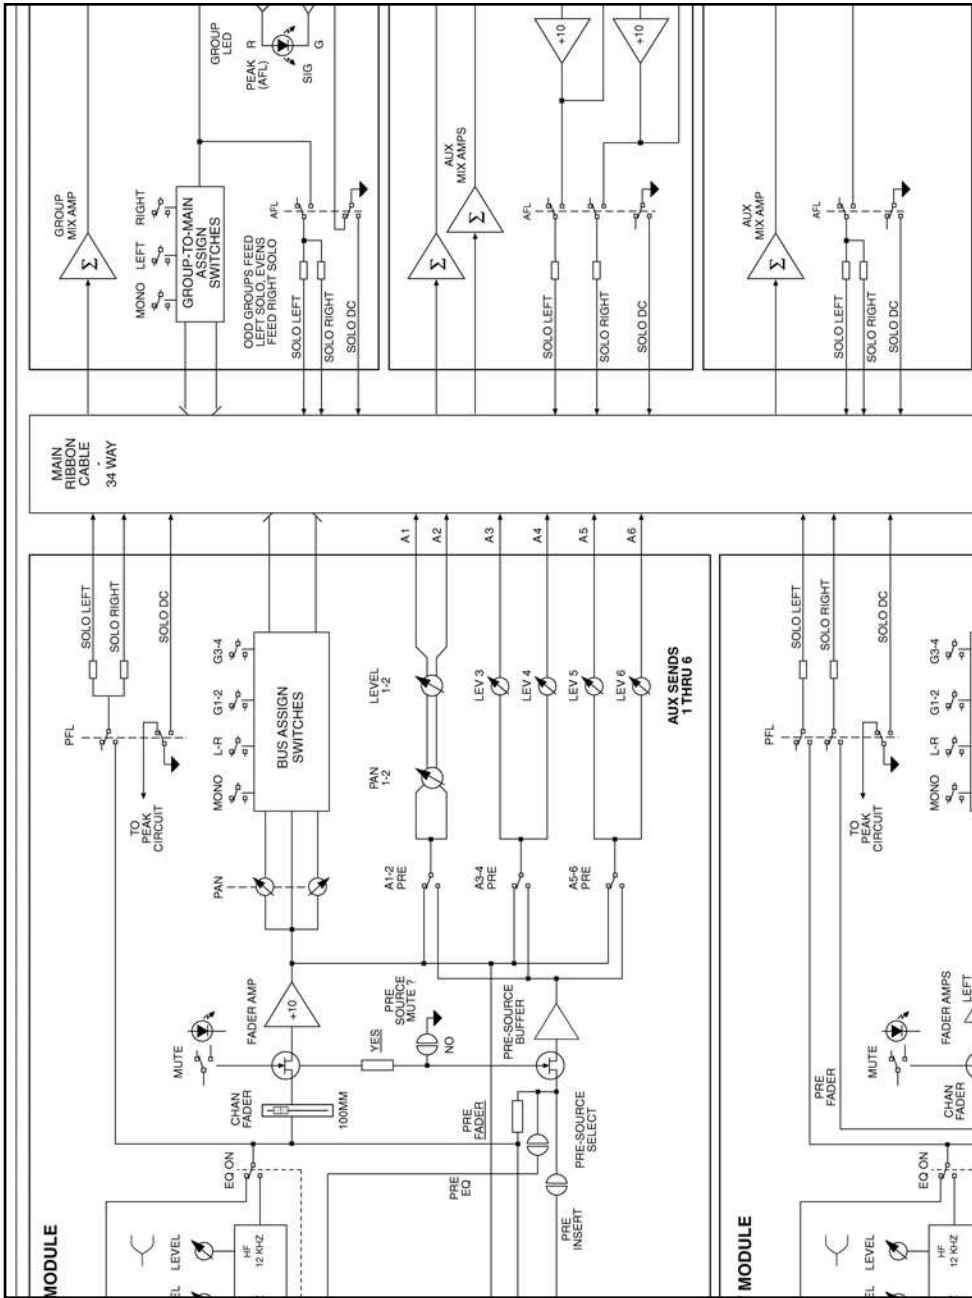 GROUP
MIX AMP
Σ
MONO
LEFT
RIGHT
GROUP-TO-MAIN
ASSIGN
SWITCHES
GROUP
LED
R
G
PEAK
(AFL)
SIG
ODD GROUPS FEED
LEFT SOLO, EVENS
FEED RIGHT SOLO
AFL
SOLO LEFT
SOLO RIGHT
SOLO DC
AUX
MIX AMPS
Σ
Σ
+10
+10
AFL
SOLO LEFT
SOLO RIGHT
SOLO DC
AUX
MIX AMP
Σ
AFL
SOLO LEFT
SOLO RIGHT
SOLO DC
MAIN
RIBBON
CABLE
-
34 WAY
MODULE
PFL
SOLO LEFT
SOLO RIGHT
SOLO DC
TO
PEAK
CIRCUIT
MONO
L-R
G1-2
G3-4
BUS ASSIGN
SWITCHES
PAN
FADER AMP
+10
MUTE
CHAN
FADER
100MM
EQ ON
LEVEL
EL
HF
12 KHZ
YES
PRE
SOURCE
MUTE ?
NO
PRE-SOURCE
BUFFER
PRE
FADER
PRE-SOURCE
SELECT
PRE
EQ
PRE
INSERT
A1-2
PRE
PAN
1-2
LEVEL
1-2
A1
A2
A3-4
PRE
LEV 3
LEV 4
A3
A4
A5-6
PRE
LEV 5
LEV 6
A5
A6
AUX SENDS
1 THRU 6
MODULE
PFL
SOLO LEFT
SOLO RIGHT
SOLO DC
TO
PEAK
CIRCUIT
MONO
L-R
G1-2
G3-4
PRE
FADER
MUTE
CHAN
FADER
FADER AMPS
LEFT
EQ ON
LEVEL
EL
HF
12 KHZ